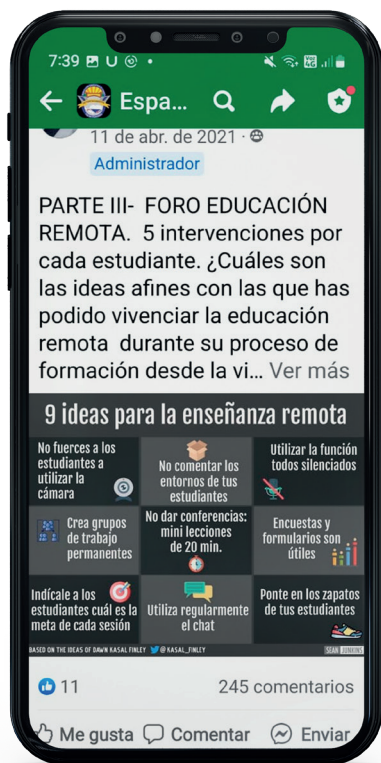 7:39
Espa...
11 de abr. de 2021 ·
Administrador
PARTE III- FORO EDUCACIÓN
REMOTA. 5 intervenciones por
cada estudiante. ¿Cuáles son
las ideas afines con las que has
podido vivenciar la educación
remota durante su proceso de
formación desde la vi... Ver más
9 ideas para la enseñanza remota
No fuerces a los
estudiantes a
utilizar la
cámara
No comentar los
entornos de tus
estudiantes
Utilizar la función
todos silenciados
Crea grupos
de trabajo
permanentes
No dar conferencias:
mini lecciones
de 20 min.
Encuestas y
formularios son
útiles
Indícale a los
estudiantes cuál es la
meta de cada sesión
Utiliza regularmente
el chat
Ponte en los zapatos
de tus estudiantes
BASED ON THE IDEAS OF DAWN KASAL FINLEY @KASAL_FINLEY
SEAN JUNKINS
11
245 comentarios
Me gusta
Comentar
Enviar